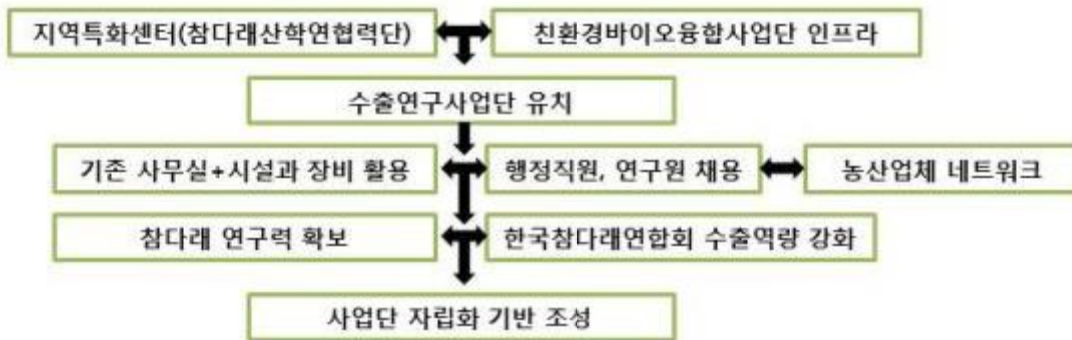 지역특화센터(참다래산학연협력단)
친환경바이오융합사업단 인프라
수출연구사업단 유치
기존 사무실+시설과 장비 활용
행정직원, 연구원 채용
농산업체 네트워크
참다래 연구력 확보
한국참다래연합회 수출역량 강화
사업단 자립화 기반 조성